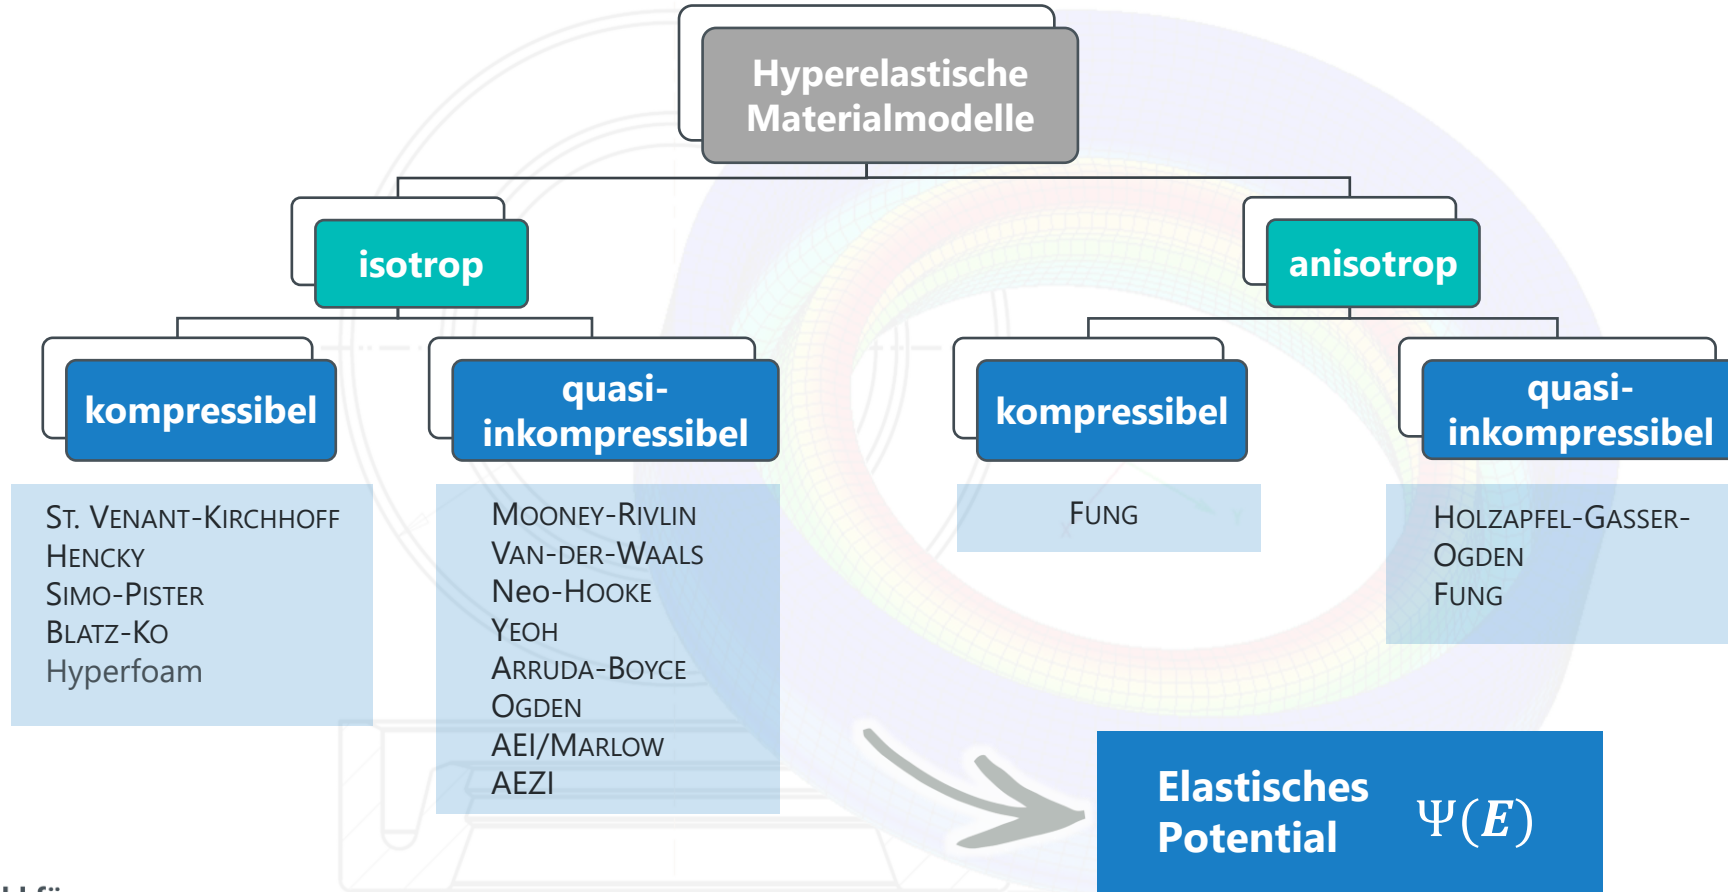 Hyperelastische
Materialmodelle
isotrop
anisotrop
kompressibel
quasi-
inkompressibel
kompressibel
quasi-
inkompressibel
ST. VENANT-KIRCHHOFF
HENCKY
SIMO-PISTER
BLATZ-KO
Hyperfoam
MOONEY-RIVLIN
VAN-DER-WAALS
Neo-HOOKE
YEOH
ARRUDA-BOYCE
OGDEN
AEI/MARLOW
AEZI
FUNG
HOLZAPFEL-GASSER-
OGDEN
FUNG
Elastisches
Potential
Ψ(E)